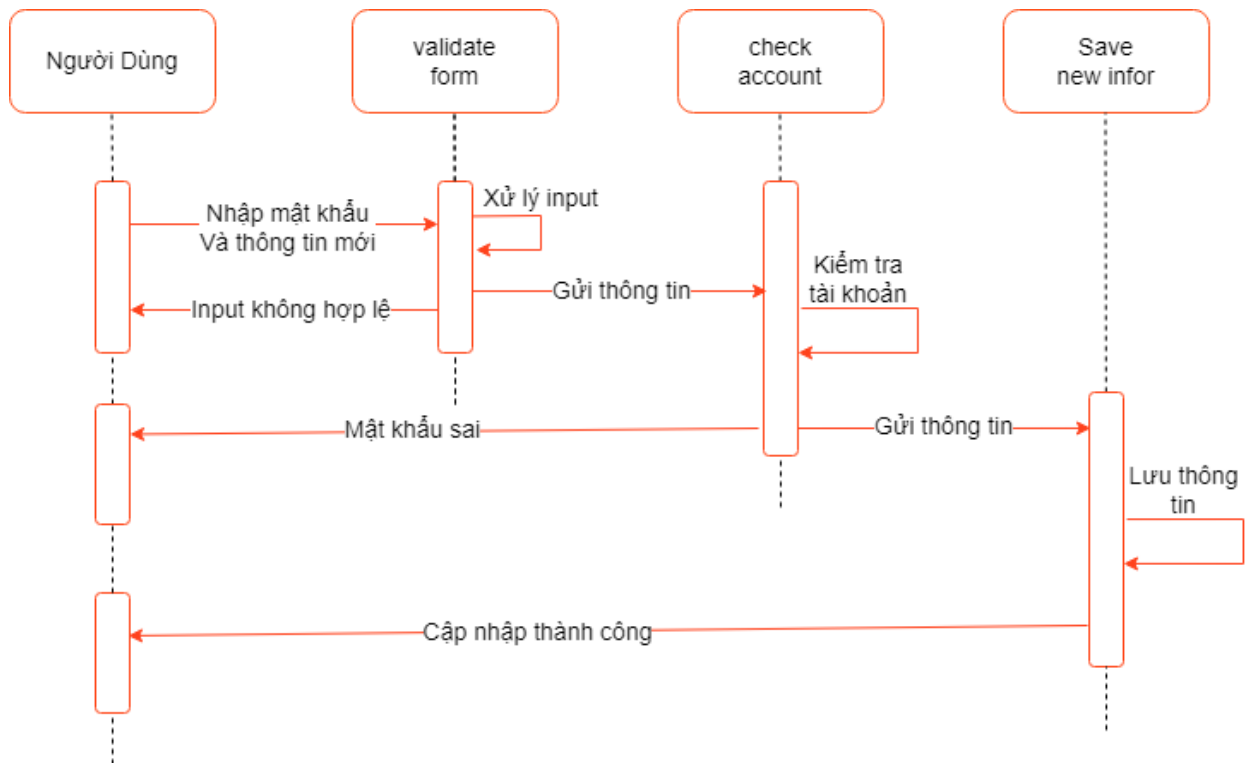 Người Dùng
validate
form
check
account
Save
new infor
Nhập mật khẩu
Và thông tin mới
Xử lý input
Gửi thông tin
Input không hợp lệ
Kiểm tra
tài khoản
Mật khẩu sai
Gửi thông tin
Lưu thông
tin
Cập nhập thành công